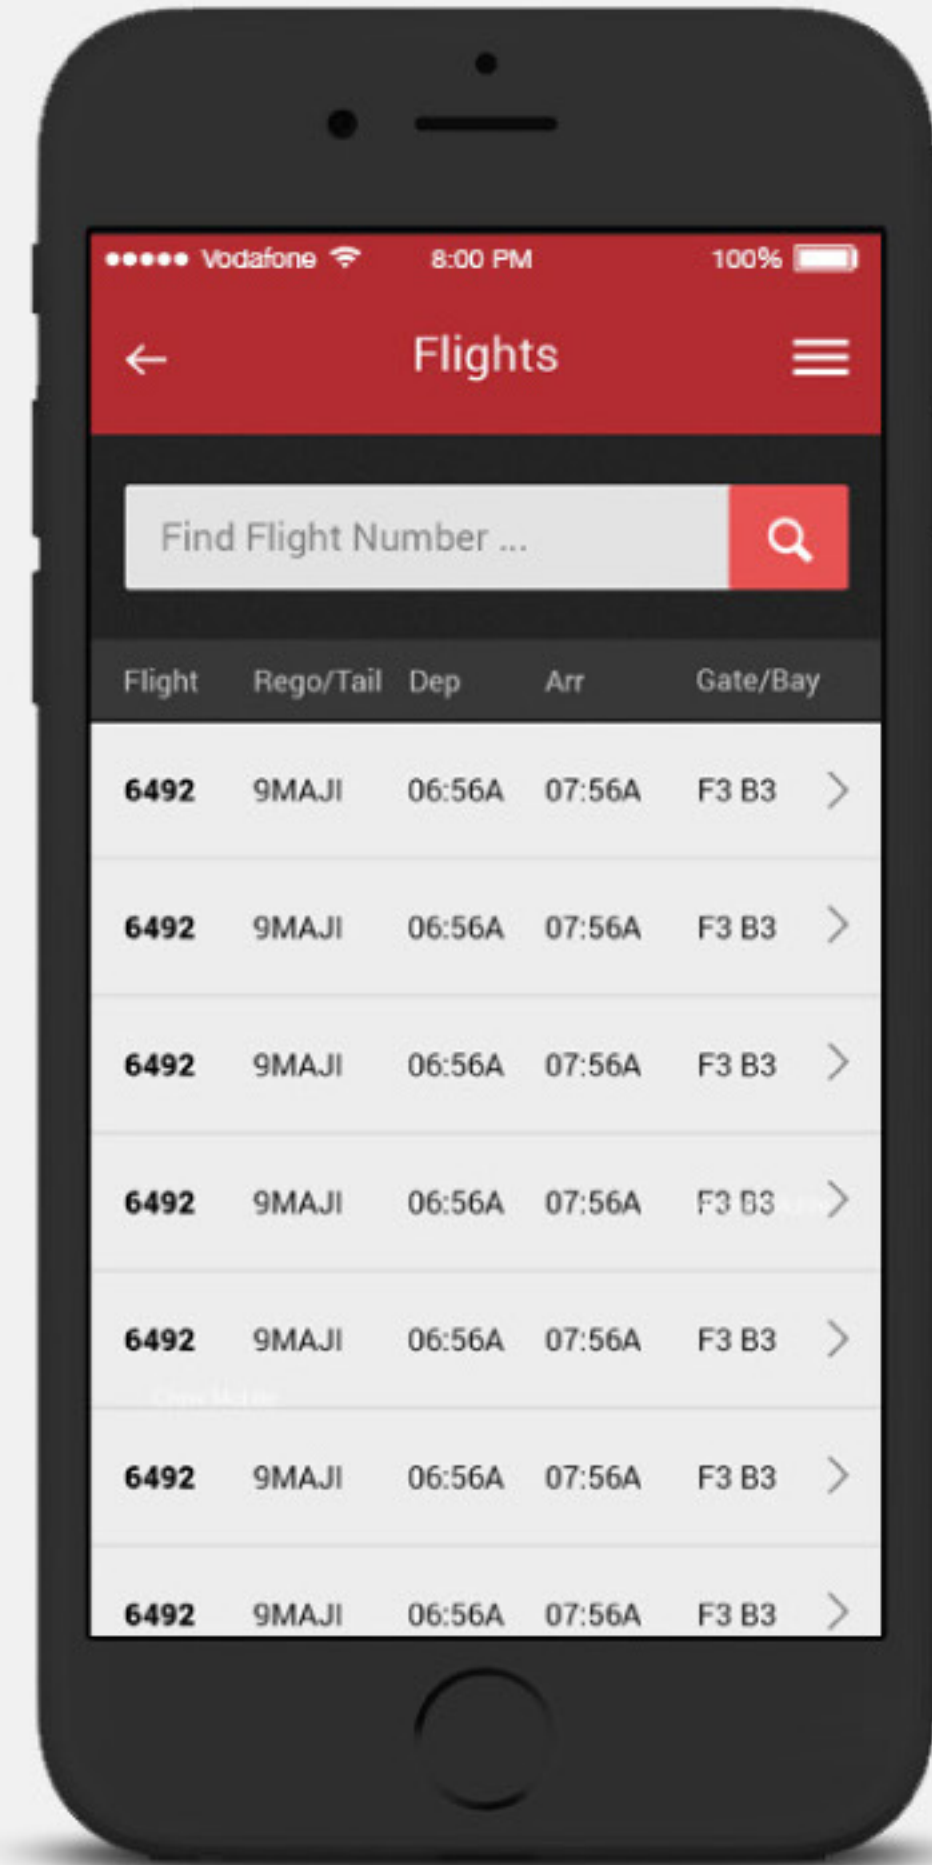 Vodafone 8:00 PM 100%
Flights
Find Flight Number ...
Flight Rego/Tail Dep Arr Gate/Bay
6492 9MAJI 06:56A 07:56A F3 B3
6492 9MAJI 06:56A 07:56A F3 B3
6492 9MAJI 06:56A 07:56A F3 B3
6492 9MAJI 06:56A 07:56A F3 B3
6492 9MAJI 06:56A 07:56A F3 B3
6492 9MAJI 06:56A 07:56A F3 B3
6492 9MAJI 06:56A 07:56A F3 B3